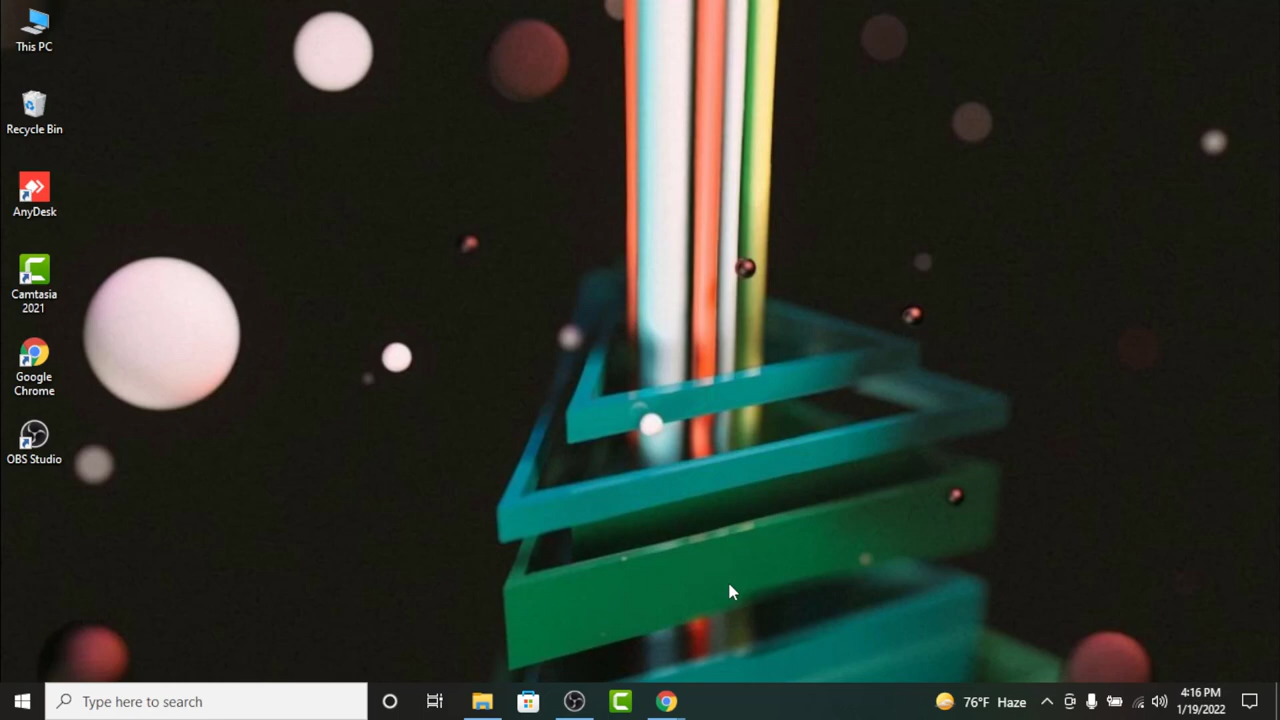 This PC
Recycle Bin
AnyDesk
Camtasia
2021
Google
Chrome
OBS Studio
Type here to search
76°F Haze
4:16 PM
1/19/2022